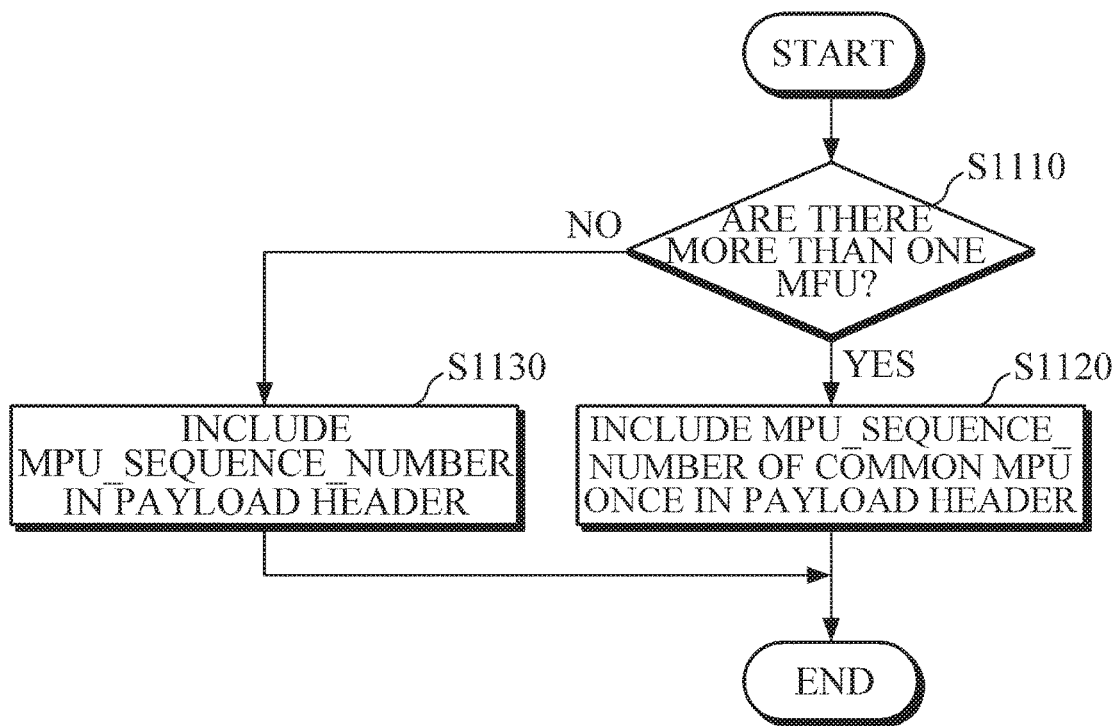 START
S1110
ARE THERE
MORE THAN ONE
MFU?
NO
YES
S1130
INCLUDE
MPU_SEQUENCE_NUMBER
IN PAYLOAD HEADER
S1120
INCLUDE MPU_SEQUENCE_
NUMBER OF COMMON MPU
ONCE IN PAYLOAD HEADER
END